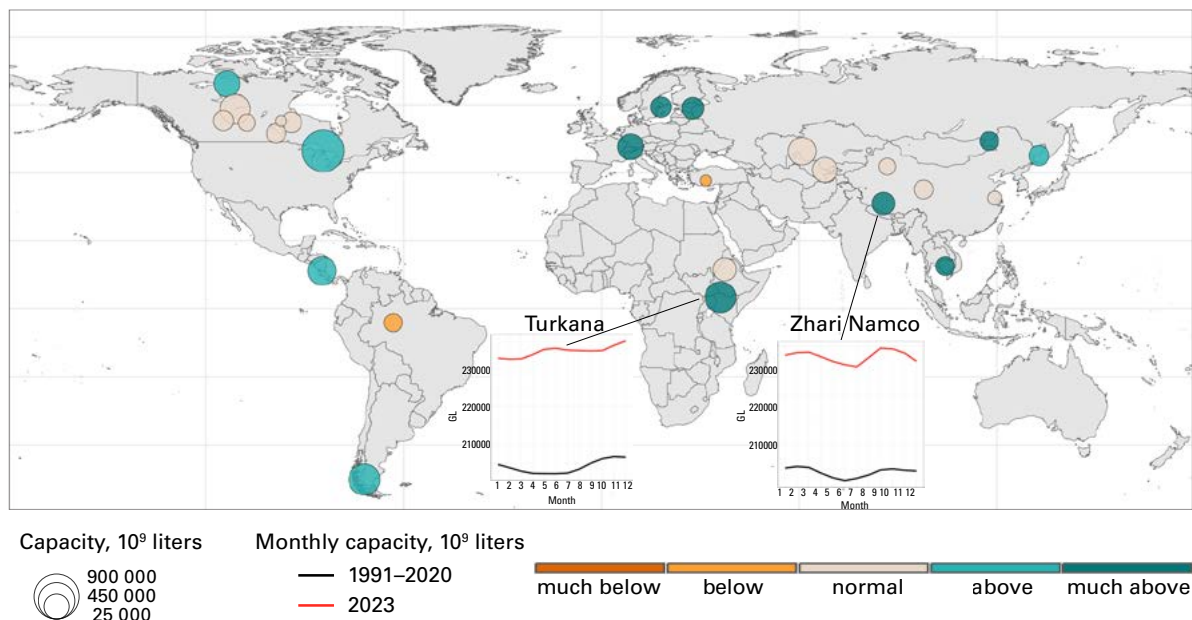 Turkana
Zhari Namco
230000
220000
210000
GL
1 2 3 4 5 6 7 8 9 10 11 12
Month
230000
220000
210000
GL
1 2 3 4 5 6 7 8 9 10 11 12
Month
Capacity, 10⁹ liters
900 000
450 000
25 000
Monthly capacity, 10⁹ liters
1991–2020
2023
much below below normal above much above